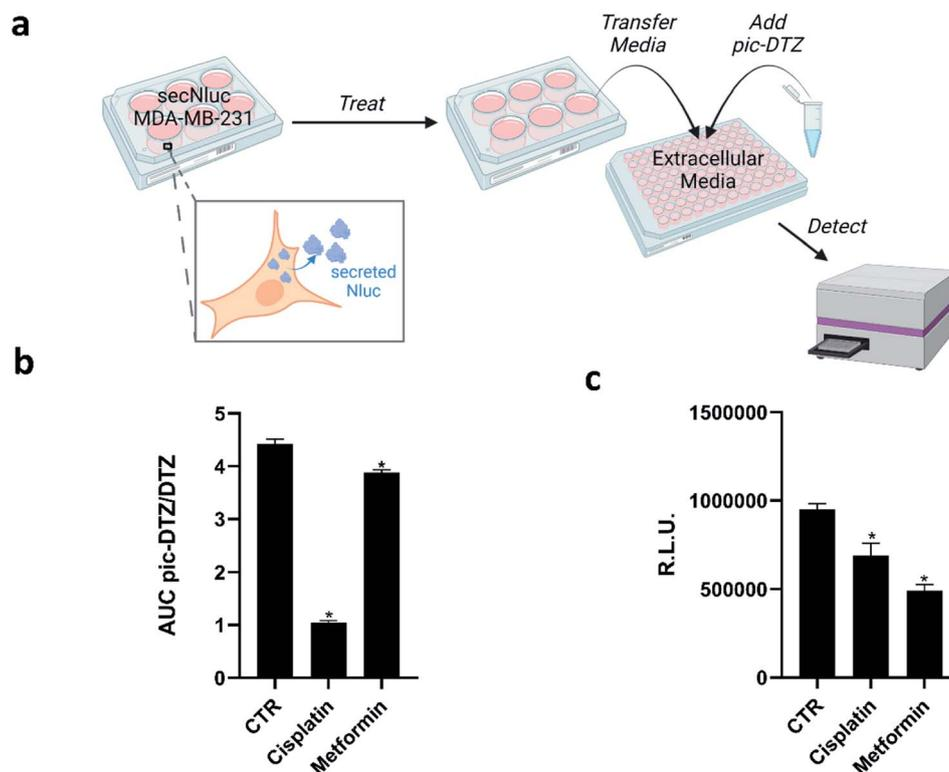 a
Transfer
Media
Add
pic-DTZ
secNluc
MDA-MB-231
Treat
Extracellular
Media
Detect
secreted
Nluc
b
AUC pic-DTZ/DTZ
5
4
3
2
1
0
*
*
CTR
Cisplatin
Metformin
c
R.L.U.
1500000
1000000
500000
0
*
*
CTR
Cisplatin
Metformin